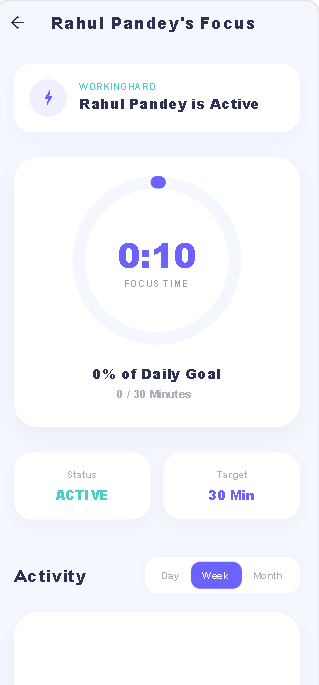 Rahul Pandey's Focus
WORKINGHARD
Rahul Pandey is Active
0:10
FOCUS TIME
0% of Daily Goal
0 / 30 Minutes
Status
ACTIVE
Target
30 Min
Activity
Day Week Month